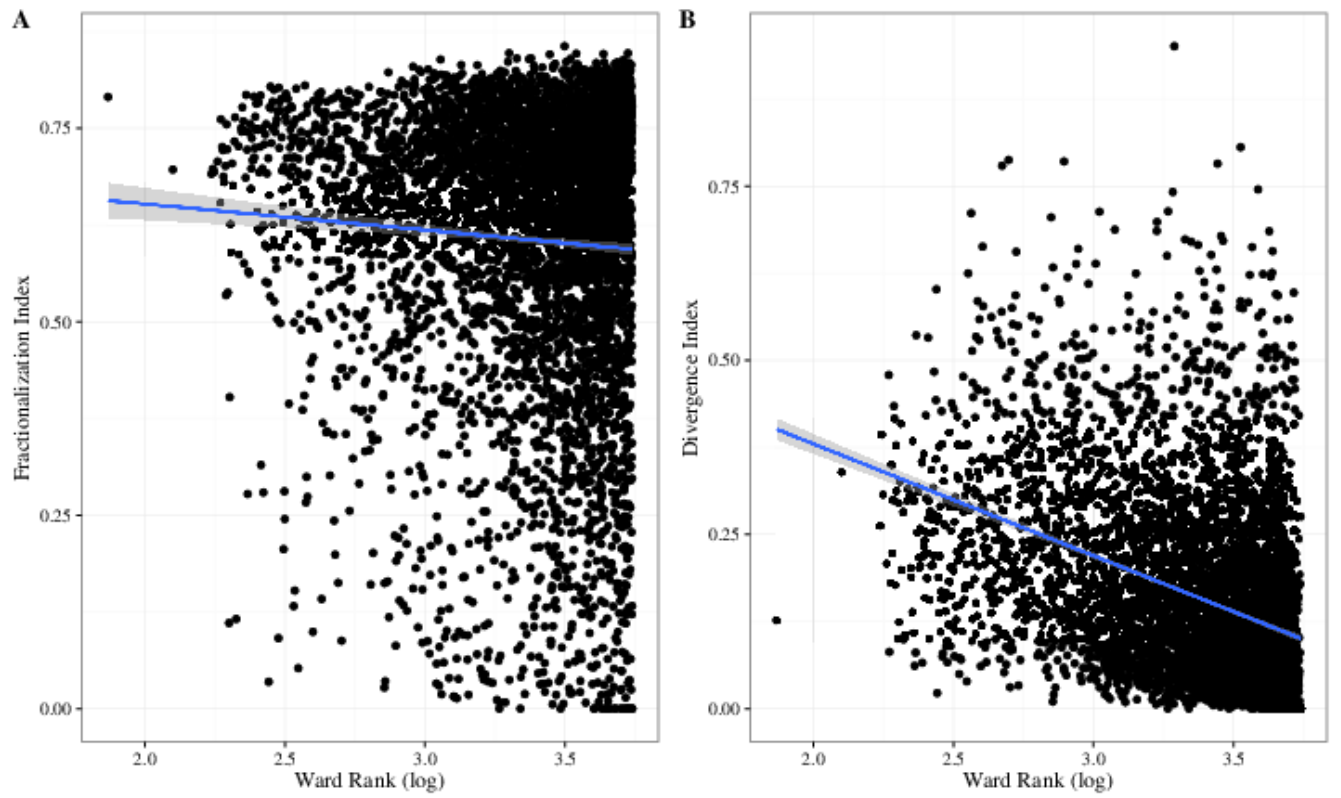 A
Fractionalization Index
0.75
0.50
0.25
0.00
2.0 2.5 3.0 3.5
Ward Rank (log)
B
Divergence Index
0.75
0.50
0.25
0.00
2.0 2.5 3.0 3.5
Ward Rank (log)